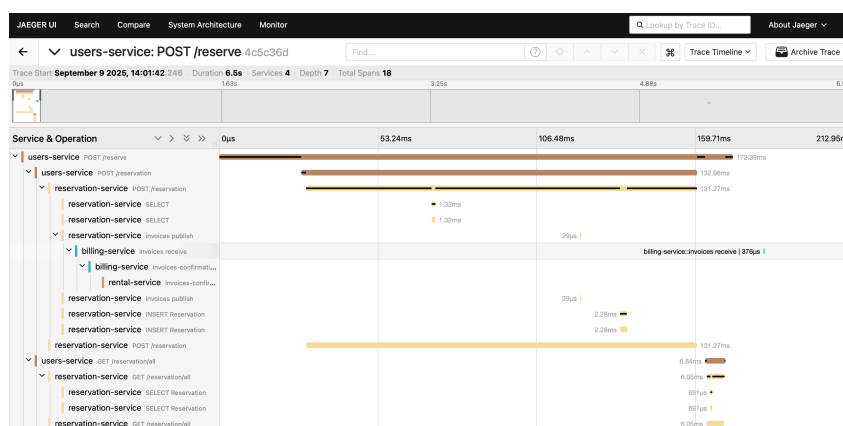 JAEGER UI Search Compare System Architecture Monitor Lookup by Trace ID... About Jaeger
users-service: POST /reserve 4c5c36d Find... Trace Timeline Archive Trace
Trace Start September 9 2025, 14:01:42.246 Duration 6.5s Services 4 Depth 7 Total Spans 18
0μs 1.63s 3.25s 4.88s
Service & Operation 0μs 53.24ms 106.48ms 159.71ms
users-service POST /reserve 172.39ms
users-service POST /reservation 132.96ms
reservation-service POST /reservation 131.27ms
reservation-service SELECT 1.32ms
reservation-service SELECT 1.32ms
reservation-service invoices publish 29μs
billing-service invoices receive billing-service::invoices receive | 376μs
billing-service invoices-confirmati...
rental-service invoices-confir...
reservation-service invoices publish 29μs
reservation-service INSERT Reservation 2.28ms
reservation-service INSERT Reservation 2.28ms
reservation-service POST /reservation 131.27ms
users-service GET /reservation/all 6.84ms
reservation-service GET /reservation/all 6.05ms
reservation-service SELECT Reservation 691μs
reservation-service SELECT Reservation 691μs
reservation-service GET /reservation/all 6.05ms